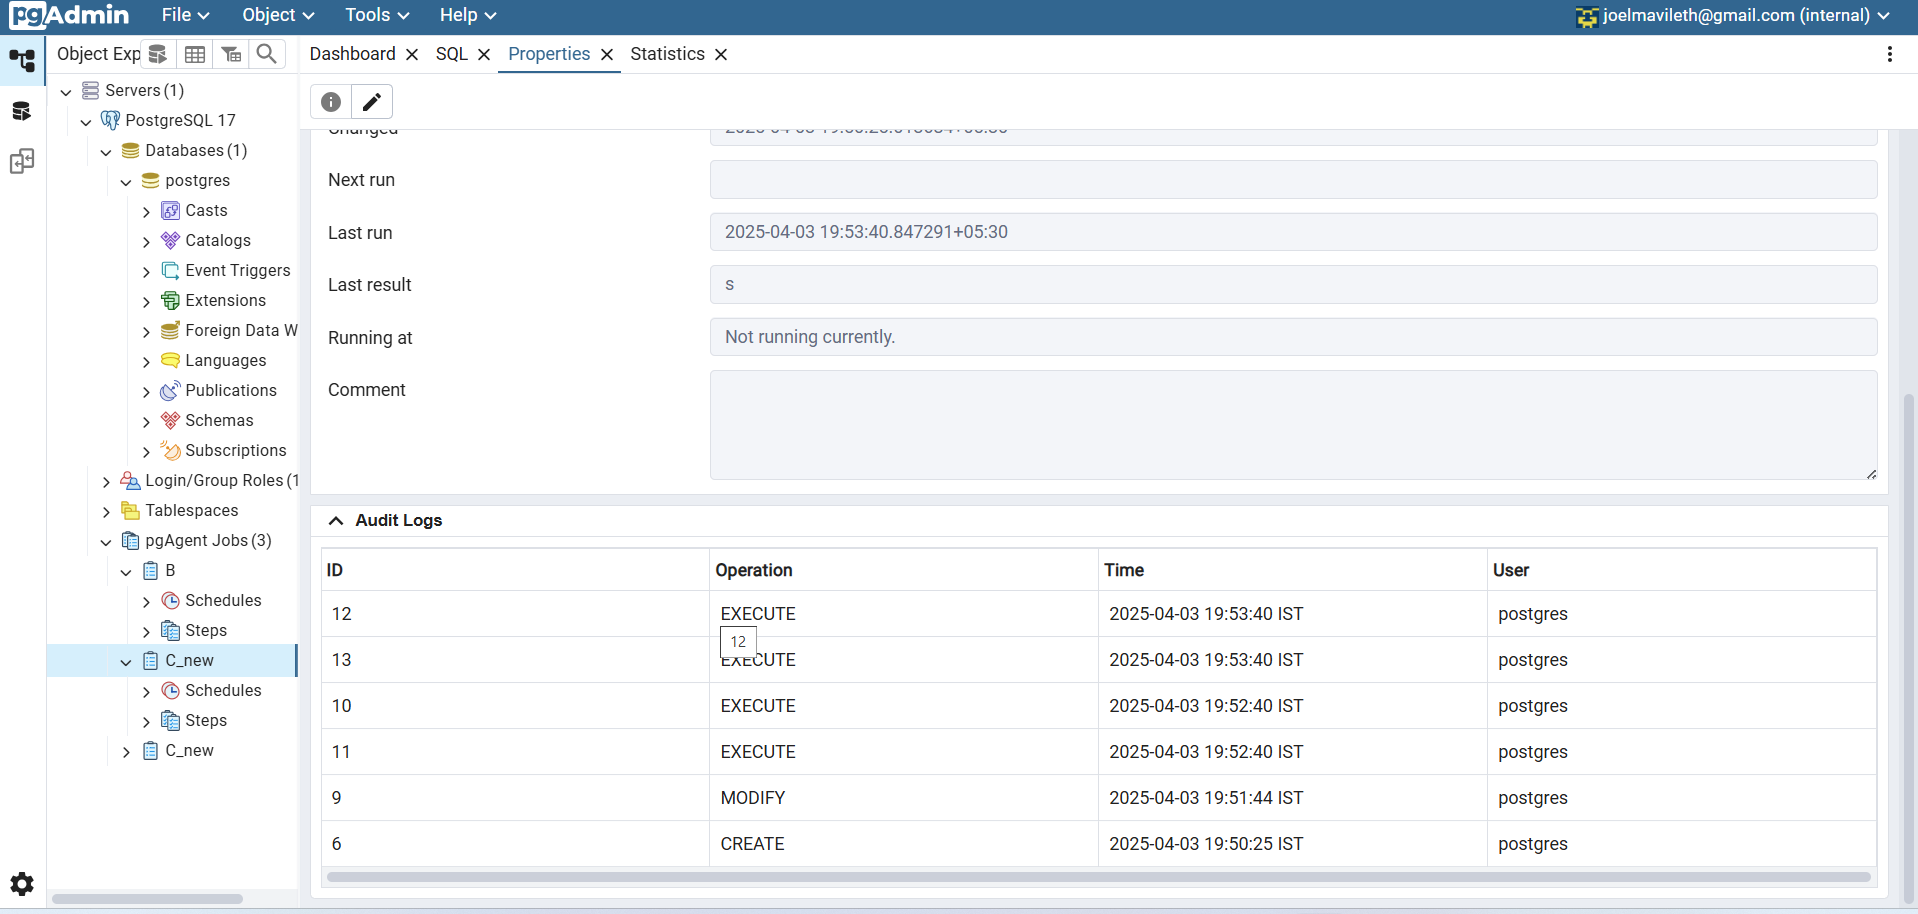 pgAdmin File Object Tools Help joelmavileth@gmail.com (internal)
Object Exp
Dashboard SQL Properties Statistics
Servers (1)
PostgreSQL 17
Databases (1)
postgres
Casts
Catalogs
Event Triggers
Extensions
Foreign Data W
Languages
Publications
Schemas
Subscriptions
Login/Group Roles (1
Tablespaces
pgAgent Jobs (3)
B
Schedules
Steps
C_new
Schedules
Steps
C_new
Changed
Next run
Last run 2025-04-03 19:53:40.847291+05:30
Last result s
Running at Not running currently.
Comment
Audit Logs
ID Operation Time User
12 EXECUTE 2025-04-03 19:53:40 IST postgres
12
13 EXECUTE 2025-04-03 19:53:40 IST postgres
10 EXECUTE 2025-04-03 19:52:40 IST postgres
11 EXECUTE 2025-04-03 19:52:40 IST postgres
9 MODIFY 2025-04-03 19:51:44 IST postgres
6 CREATE 2025-04-03 19:50:25 IST postgres